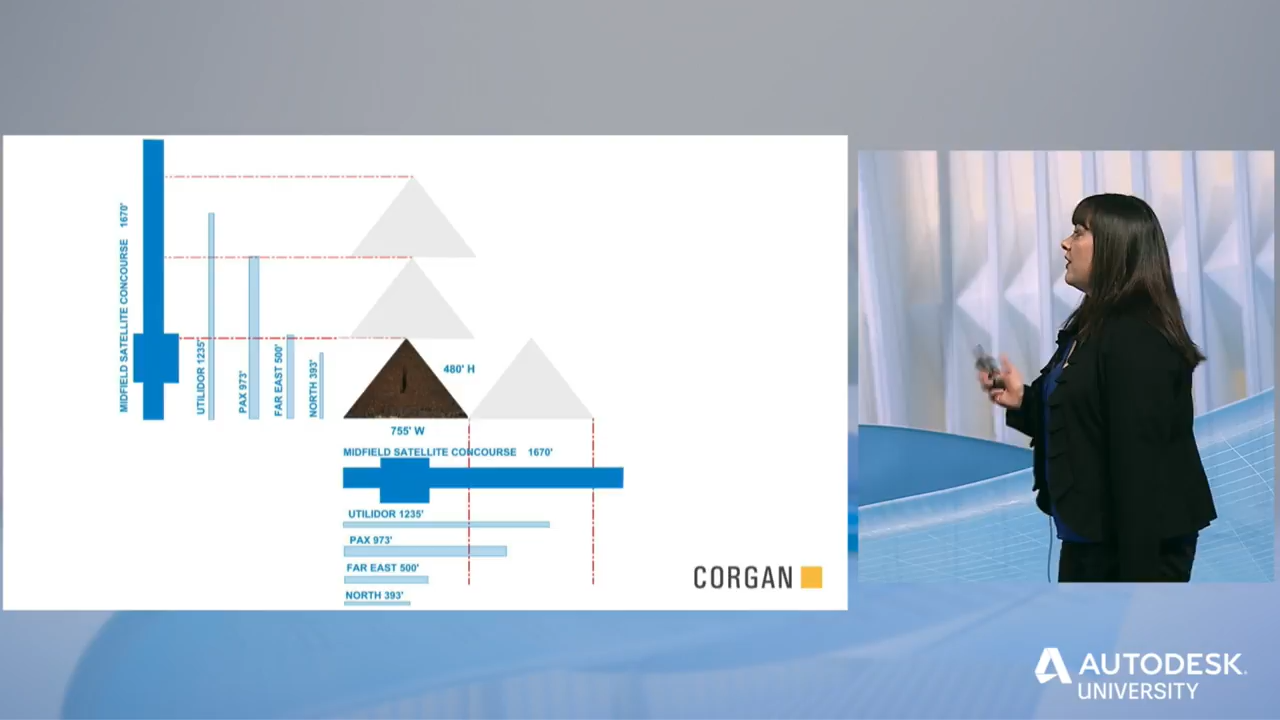 MIDFIELD SATELLITE CONCOURSE 1670'
UTILIDOR 1235'
PAX 973'
FAR EAST 500'
NORTH 393'
480' H
755' W
MIDFIELD SATELLITE CONCOURSE 1670'
UTILIDOR 1235'
PAX 973'
FAR EAST 500'
NORTH 393'
CORGAN
AUTODESK
UNIVERSITY